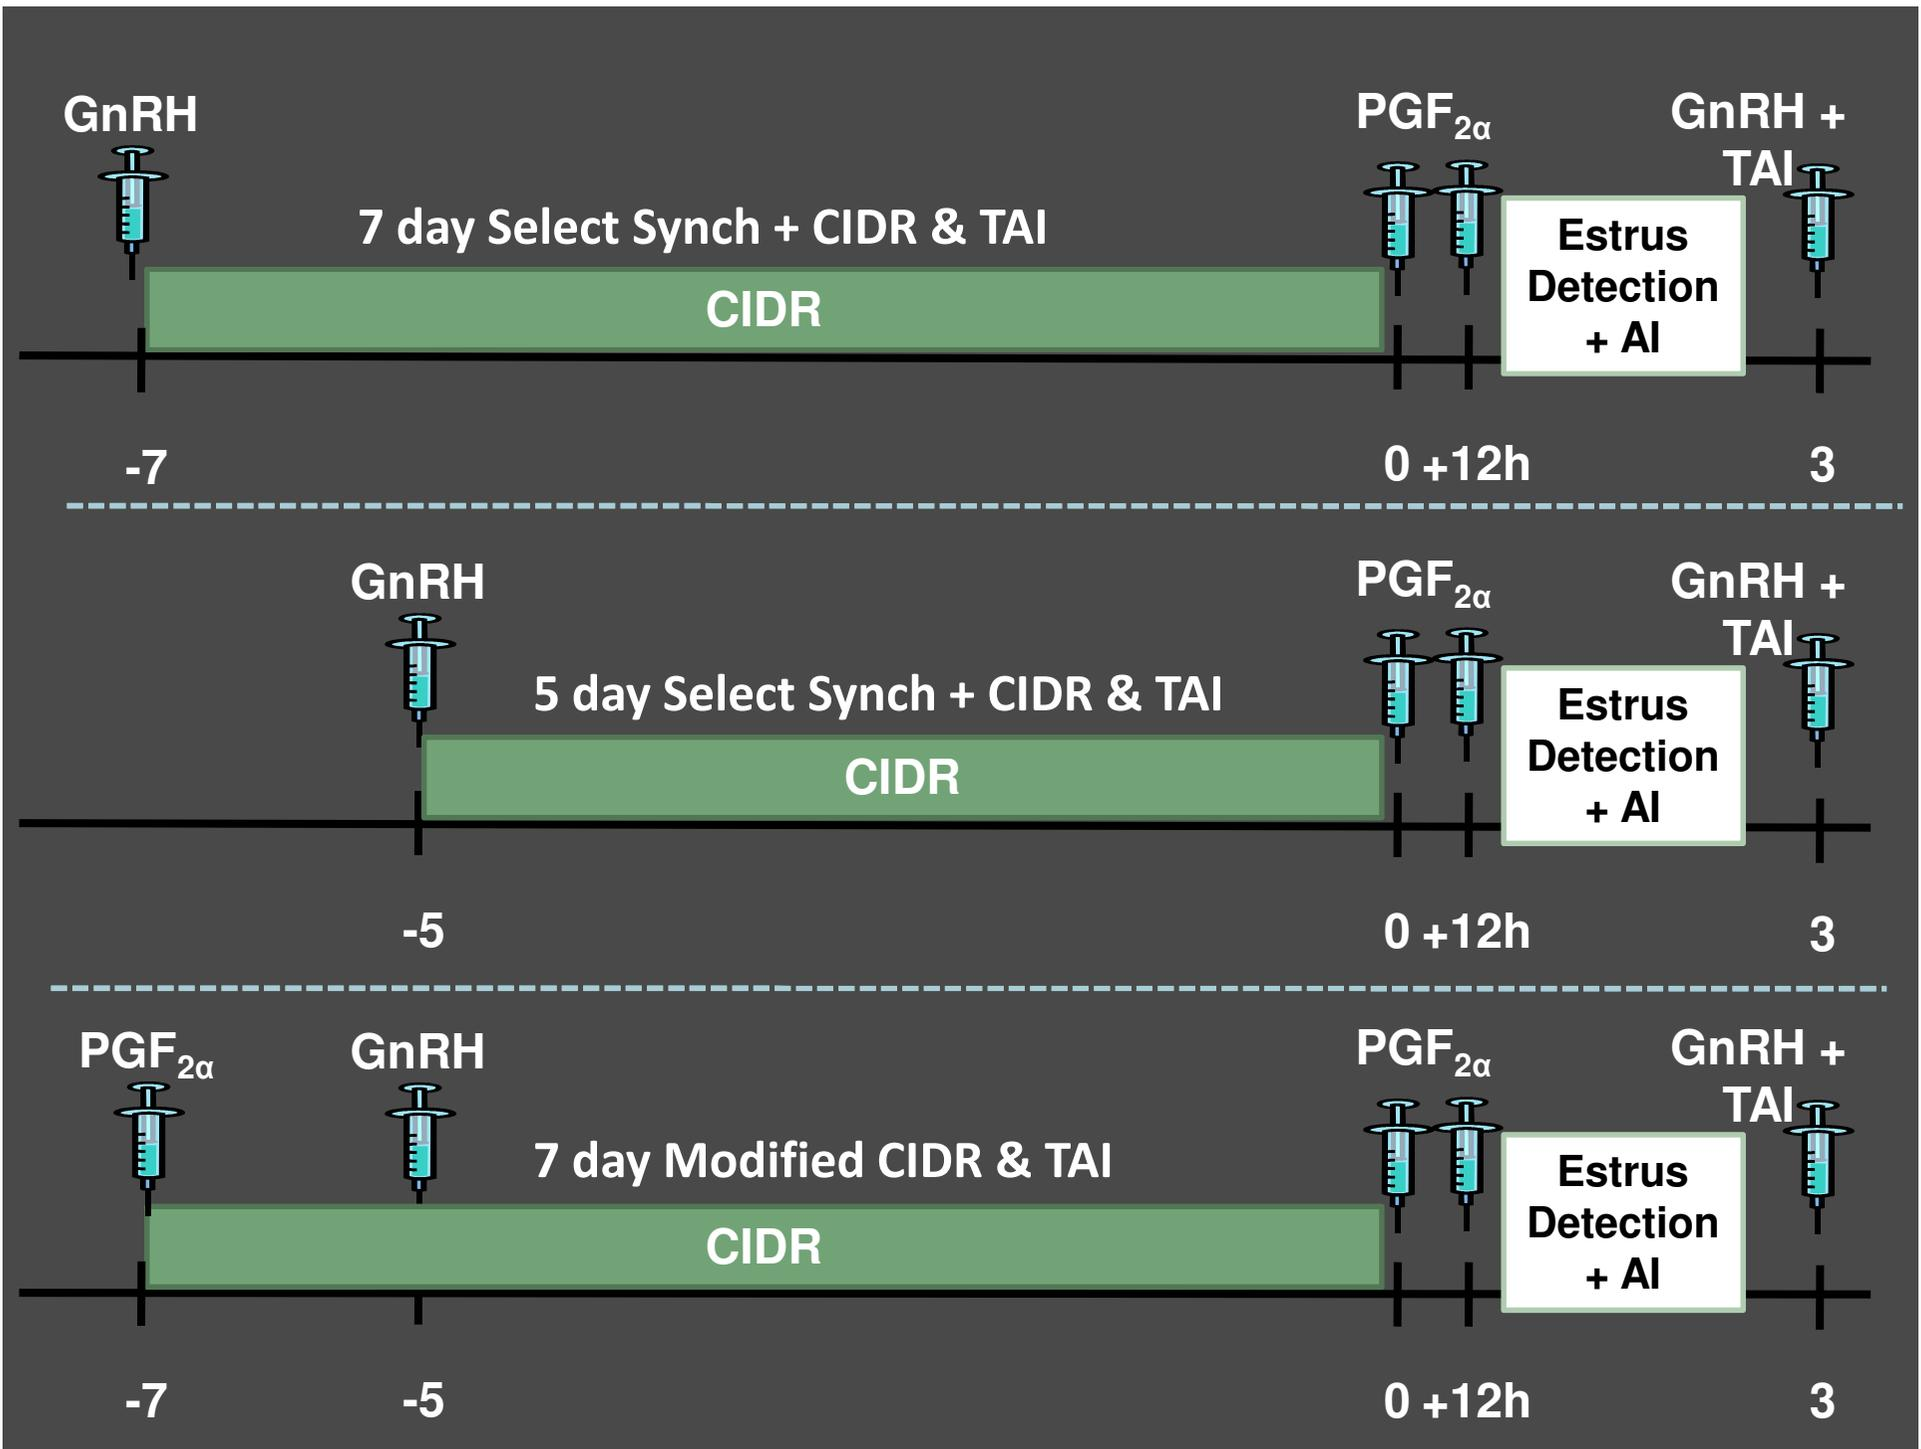 GnRH
PGF2α
GnRH +
TAI
7 day Select Synch + CIDR & TAI
Estrus
Detection
+ AI
CIDR
-7
0 +12h
3
GnRH
PGF2α
GnRH +
TAI
5 day Select Synch + CIDR & TAI
Estrus
Detection
+ AI
CIDR
-5
0 +12h
3
PGF2α
GnRH
PGF2α
GnRH +
TAI
7 day Modified CIDR & TAI
Estrus
Detection
+ AI
CIDR
-7
-5
0 +12h
3